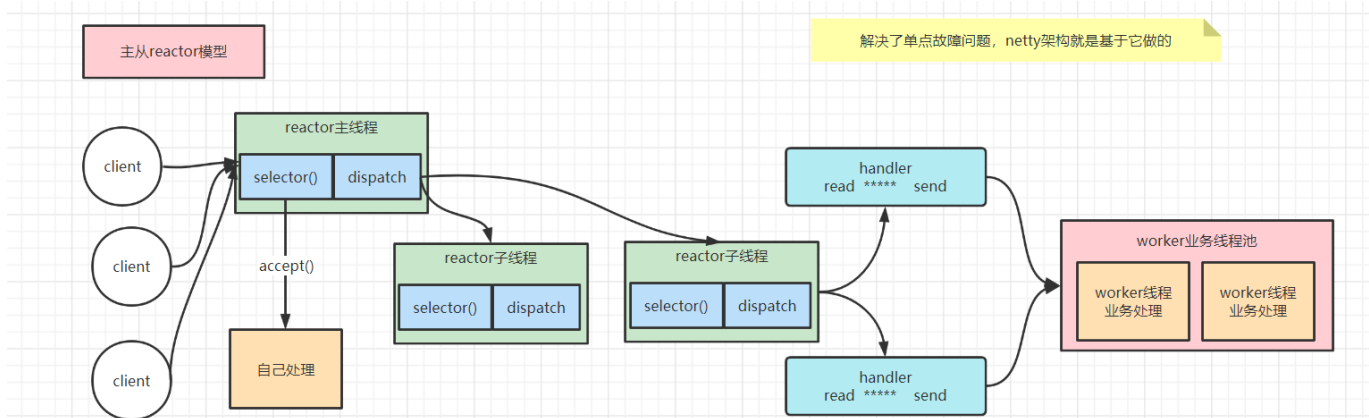 主从reactor模型
解决了单点故障问题，netty架构就是基于它做的
client
client
client
reactor主线程
selector()
dispatch
accept()
自己处理
reactor子线程
selector()
dispatch
reactor子线程
selector()
dispatch
handler
read ***** send
handler
read ***** send
worker业务线程池
worker线程
业务处理
worker线程
业务处理